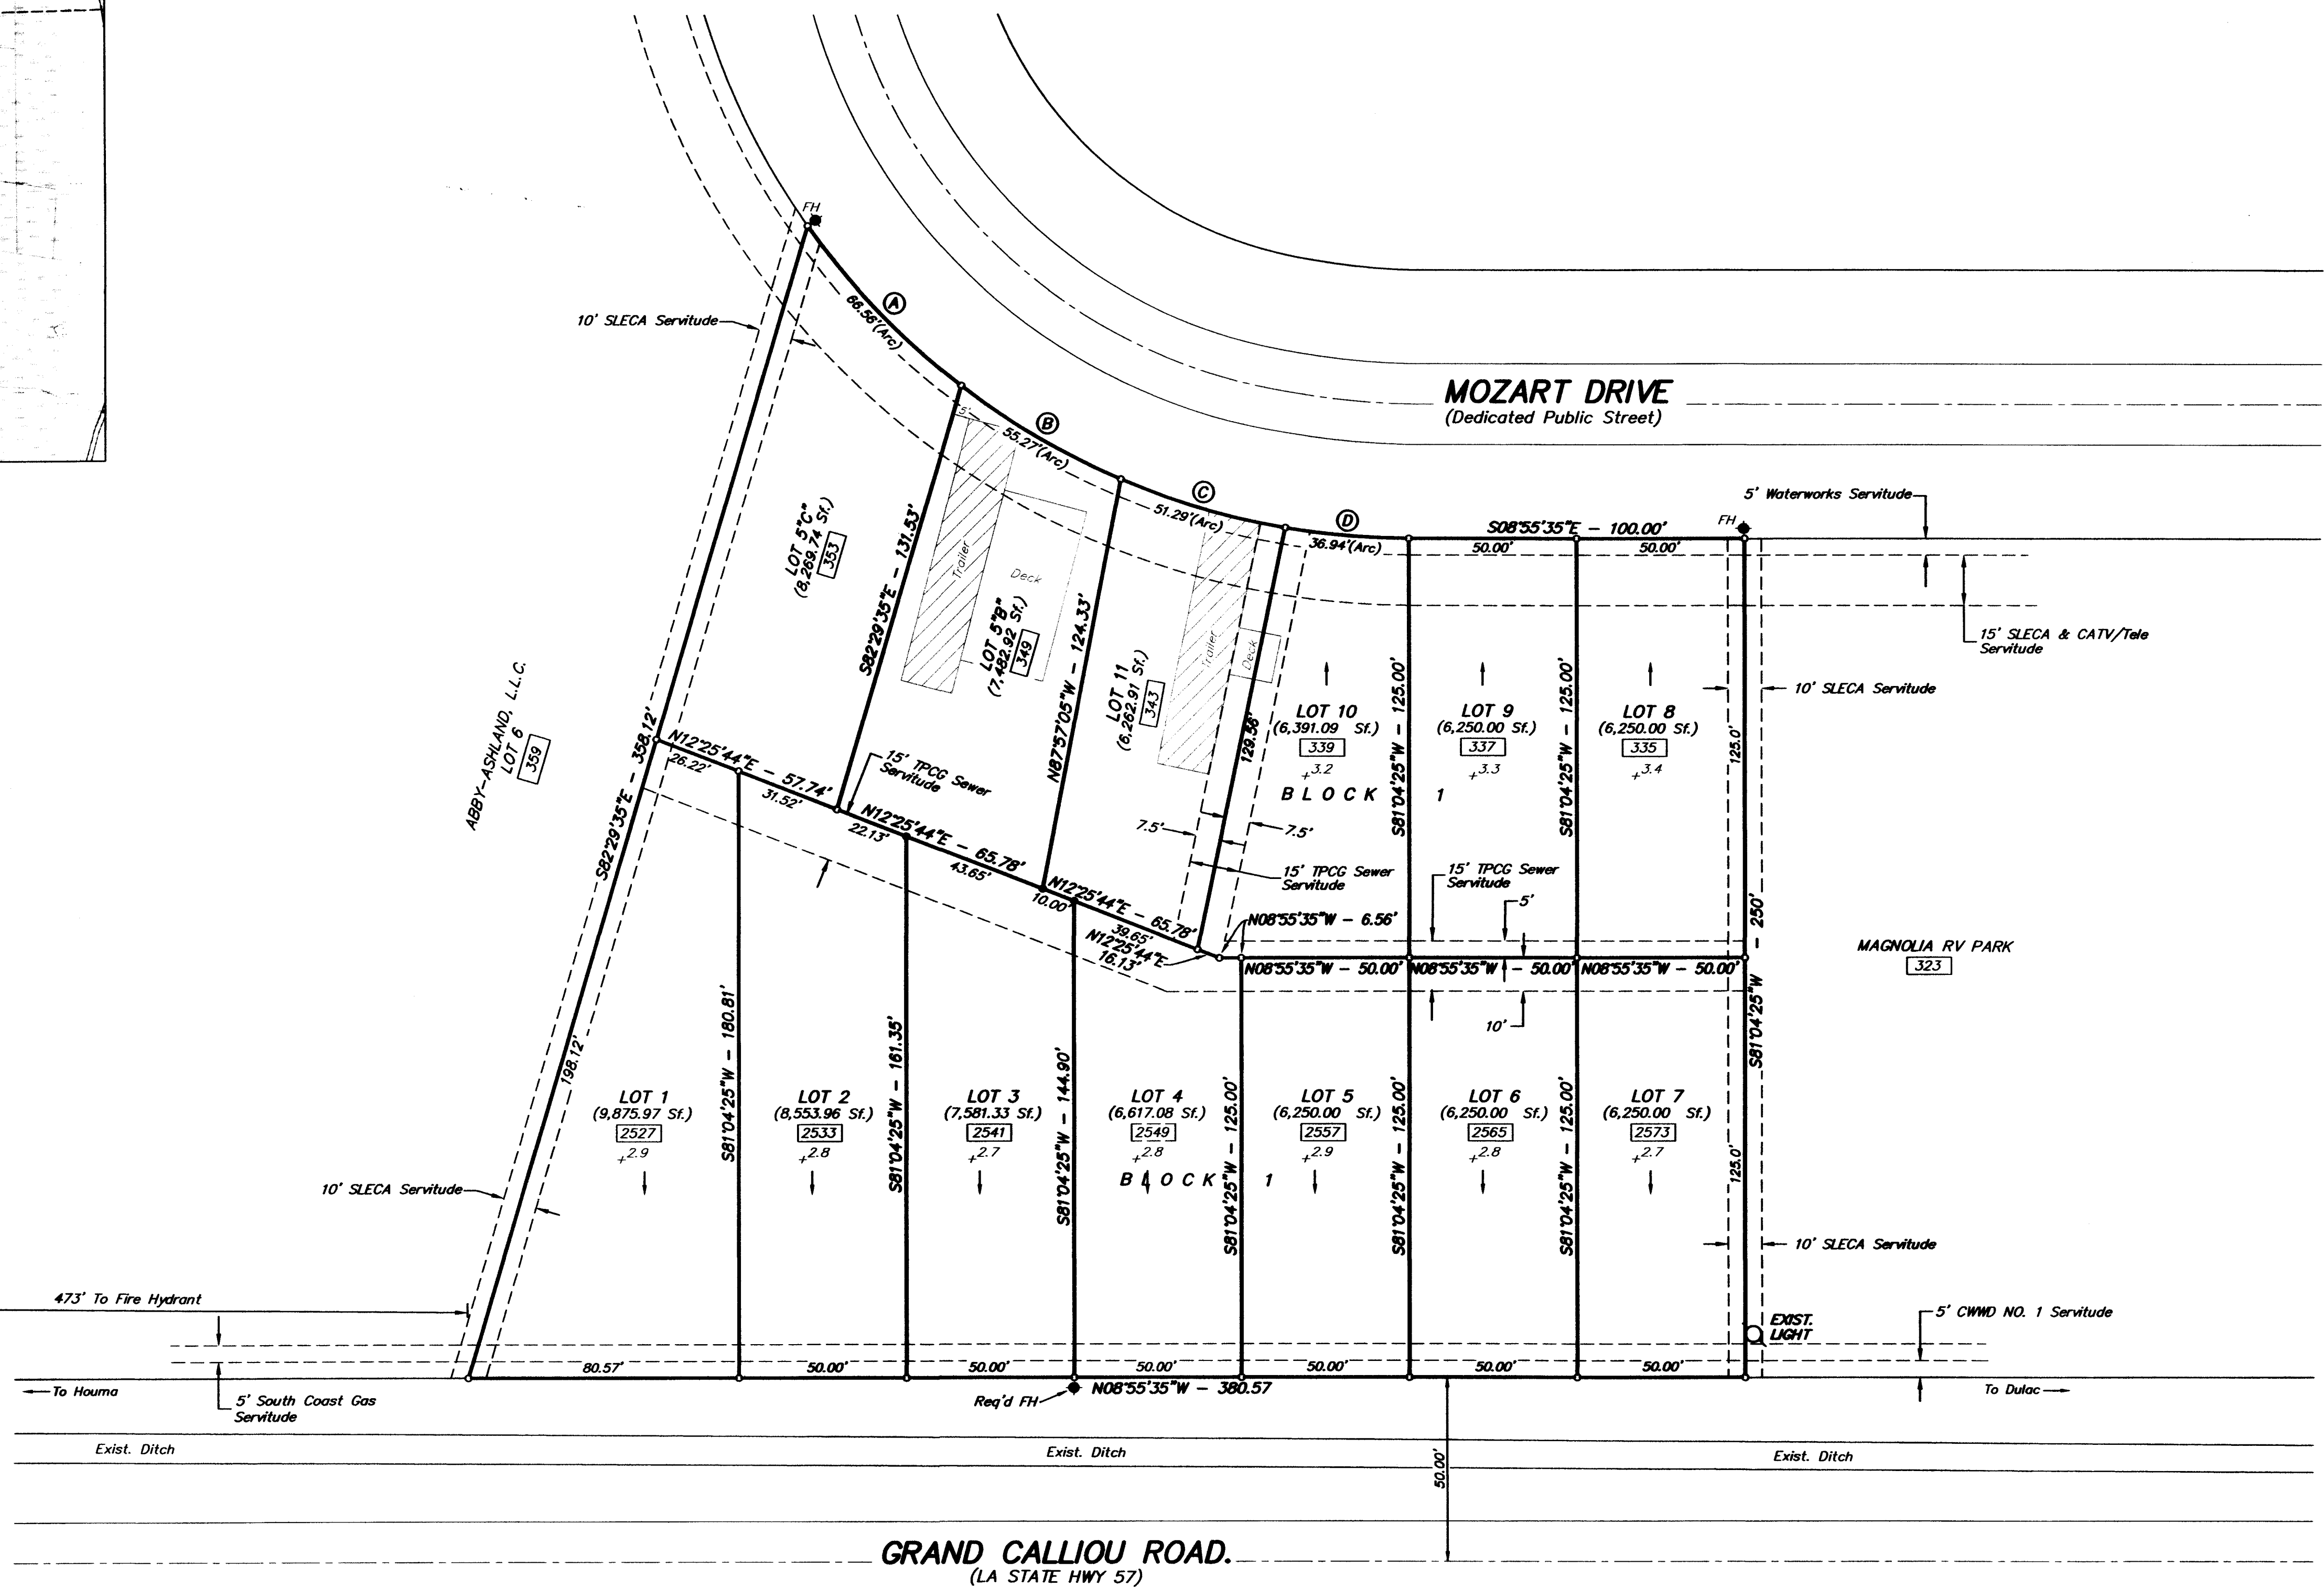 FH
10' SLECA Servitude
Ⓐ
66.56'(Arc)
MOZART DRIVE
(Dedicated Public Street)
5'
Ⓑ
55.27'(Arc)
Ⓒ
51.29'(Arc)
Ⓓ
36.94'(Arc)
S08°55'35"E - 100.00'
50.00'
50.00'
FH
5' Waterworks Servitude
15' SLECA & CATV/Tele
Servitude
10' SLECA Servitude
LOT 5"C"
(8,269.74 Sf.)
353
S82°29'35"E - 131.53'
Trailer
Deck
LOT 5"B"
(7,482.92 Sf.)
349
N87°57'05"W - 124.33'
LOT 11
(6,262.91 Sf.)
343
Trailer
Deck
129.56'
LOT 10
(6,391.09 Sf.)
339
+3.2
S81°04'25"W - 125.00'
LOT 9
(6,250.00 Sf.)
337
+3.3
S81°04'25"W - 125.00'
LOT 8
(6,250.00 Sf.)
335
+3.4
125.0'
BLOCK 1
ABBY-ASHLAND, L.L.C.
LOT 6
359
S82°29'35"E - 358.12'
N12°25'44"E - 57.74'
26.22'
31.52'
15' TPCG Sewer
Servitude
N12°25'44"E - 65.78'
22.13'
43.65'
N12°25'44"E - 65.78'
10.00'
39.65'
N12°25'44"E
16.13'
7.5'
7.5'
15' TPCG Sewer
Servitude
15' TPCG Sewer
Servitude
5'
N08°55'35"W - 6.56'
N08°55'35"W - 50.00'
N08°55'35"W - 50.00'
N08°55'35"W - 50.00'
10'
S81°04'25"W - 250'
MAGNOLIA RV PARK
323
198.12'
10' SLECA Servitude
LOT 1
(9,875.97 Sf.)
2527
+2.9
S81°04'25"W - 180.81'
LOT 2
(8,553.96 Sf.)
2533
+2.8
S81°04'25"W - 161.35'
LOT 3
(7,581.33 Sf.)
2541
+2.7
S81°04'25"W - 144.90'
LOT 4
(6,617.08 Sf.)
2549
+2.8
S81°04'25"W - 125.00'
LOT 5
(6,250.00 Sf.)
2557
+2.9
S81°04'25"W - 125.00'
LOT 6
(6,250.00 Sf.)
2565
+2.8
S81°04'25"W - 125.00'
LOT 7
(6,250.00 Sf.)
2573
+2.7
125.0'
BLOCK 1
10' SLECA Servitude
473' To Fire Hydrant
5' CWWD NO. 1 Servitude
EXIST.
LIGHT
80.57'
50.00'
50.00'
50.00'
50.00'
50.00'
50.00'
To Houma
5' South Coast Gas
Servitude
Req'd FH
N08°55'35"W - 380.57
To Dulac
Exist. Ditch
Exist. Ditch
Exist. Ditch
50.00'
GRAND CALLIOU ROAD.
(LA STATE HWY 57)